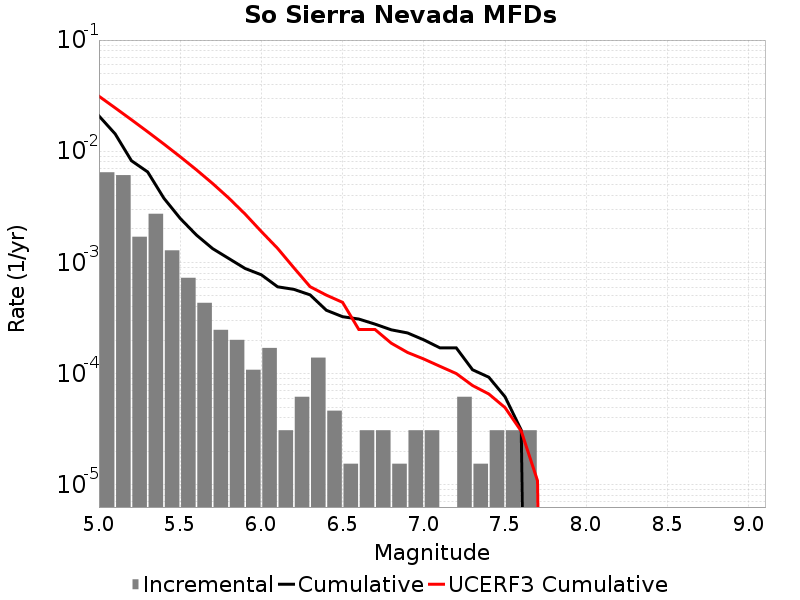 So Sierra Nevada MFDs
10-1
10-2
10-3
10-4
10-5
Rate (1/yr)
5.0 5.5 6.0 6.5 7.0 7.5 8.0 8.5 9.0
Magnitude
Incremental Cumulative UCERF3 Cumulative